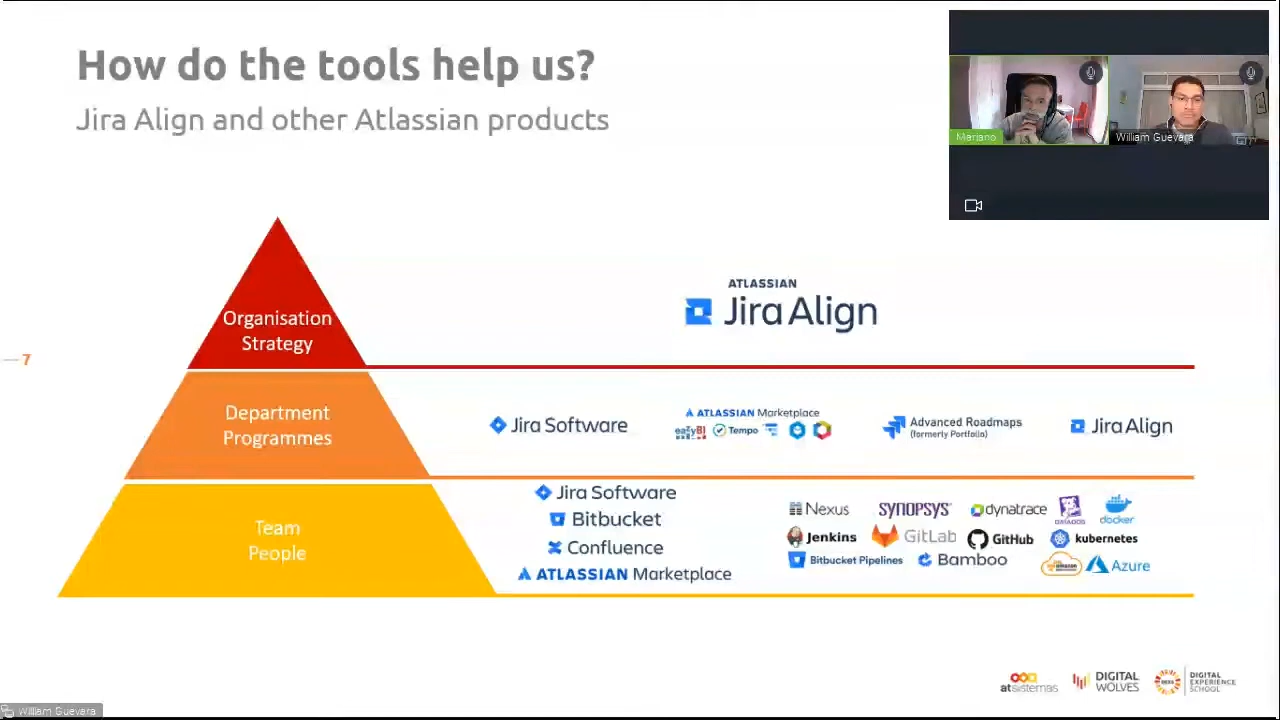 How do the tools help us?
Jira Align and other Atlassian products
Mariano
William Guevara
ATLASSIAN
Jira Align
Organisation
Strategy
7
Department
Programmes
Jira Software
ATLASSIAN Marketplace
eazyBI
Tempo
Advanced Roadmaps
(formerly Portfolio)
Jira Align
Team
People
Jira Software
Bitbucket
Confluence
ATLASSIAN Marketplace
Nexus
SYNOPSYS
dynatrace
DATADOG
docker
Jenkins
GitLab
GitHub
kubernetes
Bitbucket Pipelines
Bamboo
Azure
atsistemas
DIGITAL
WOLVES
DIGITAL
EXPERIENCE
SCHOOL
William Guevara